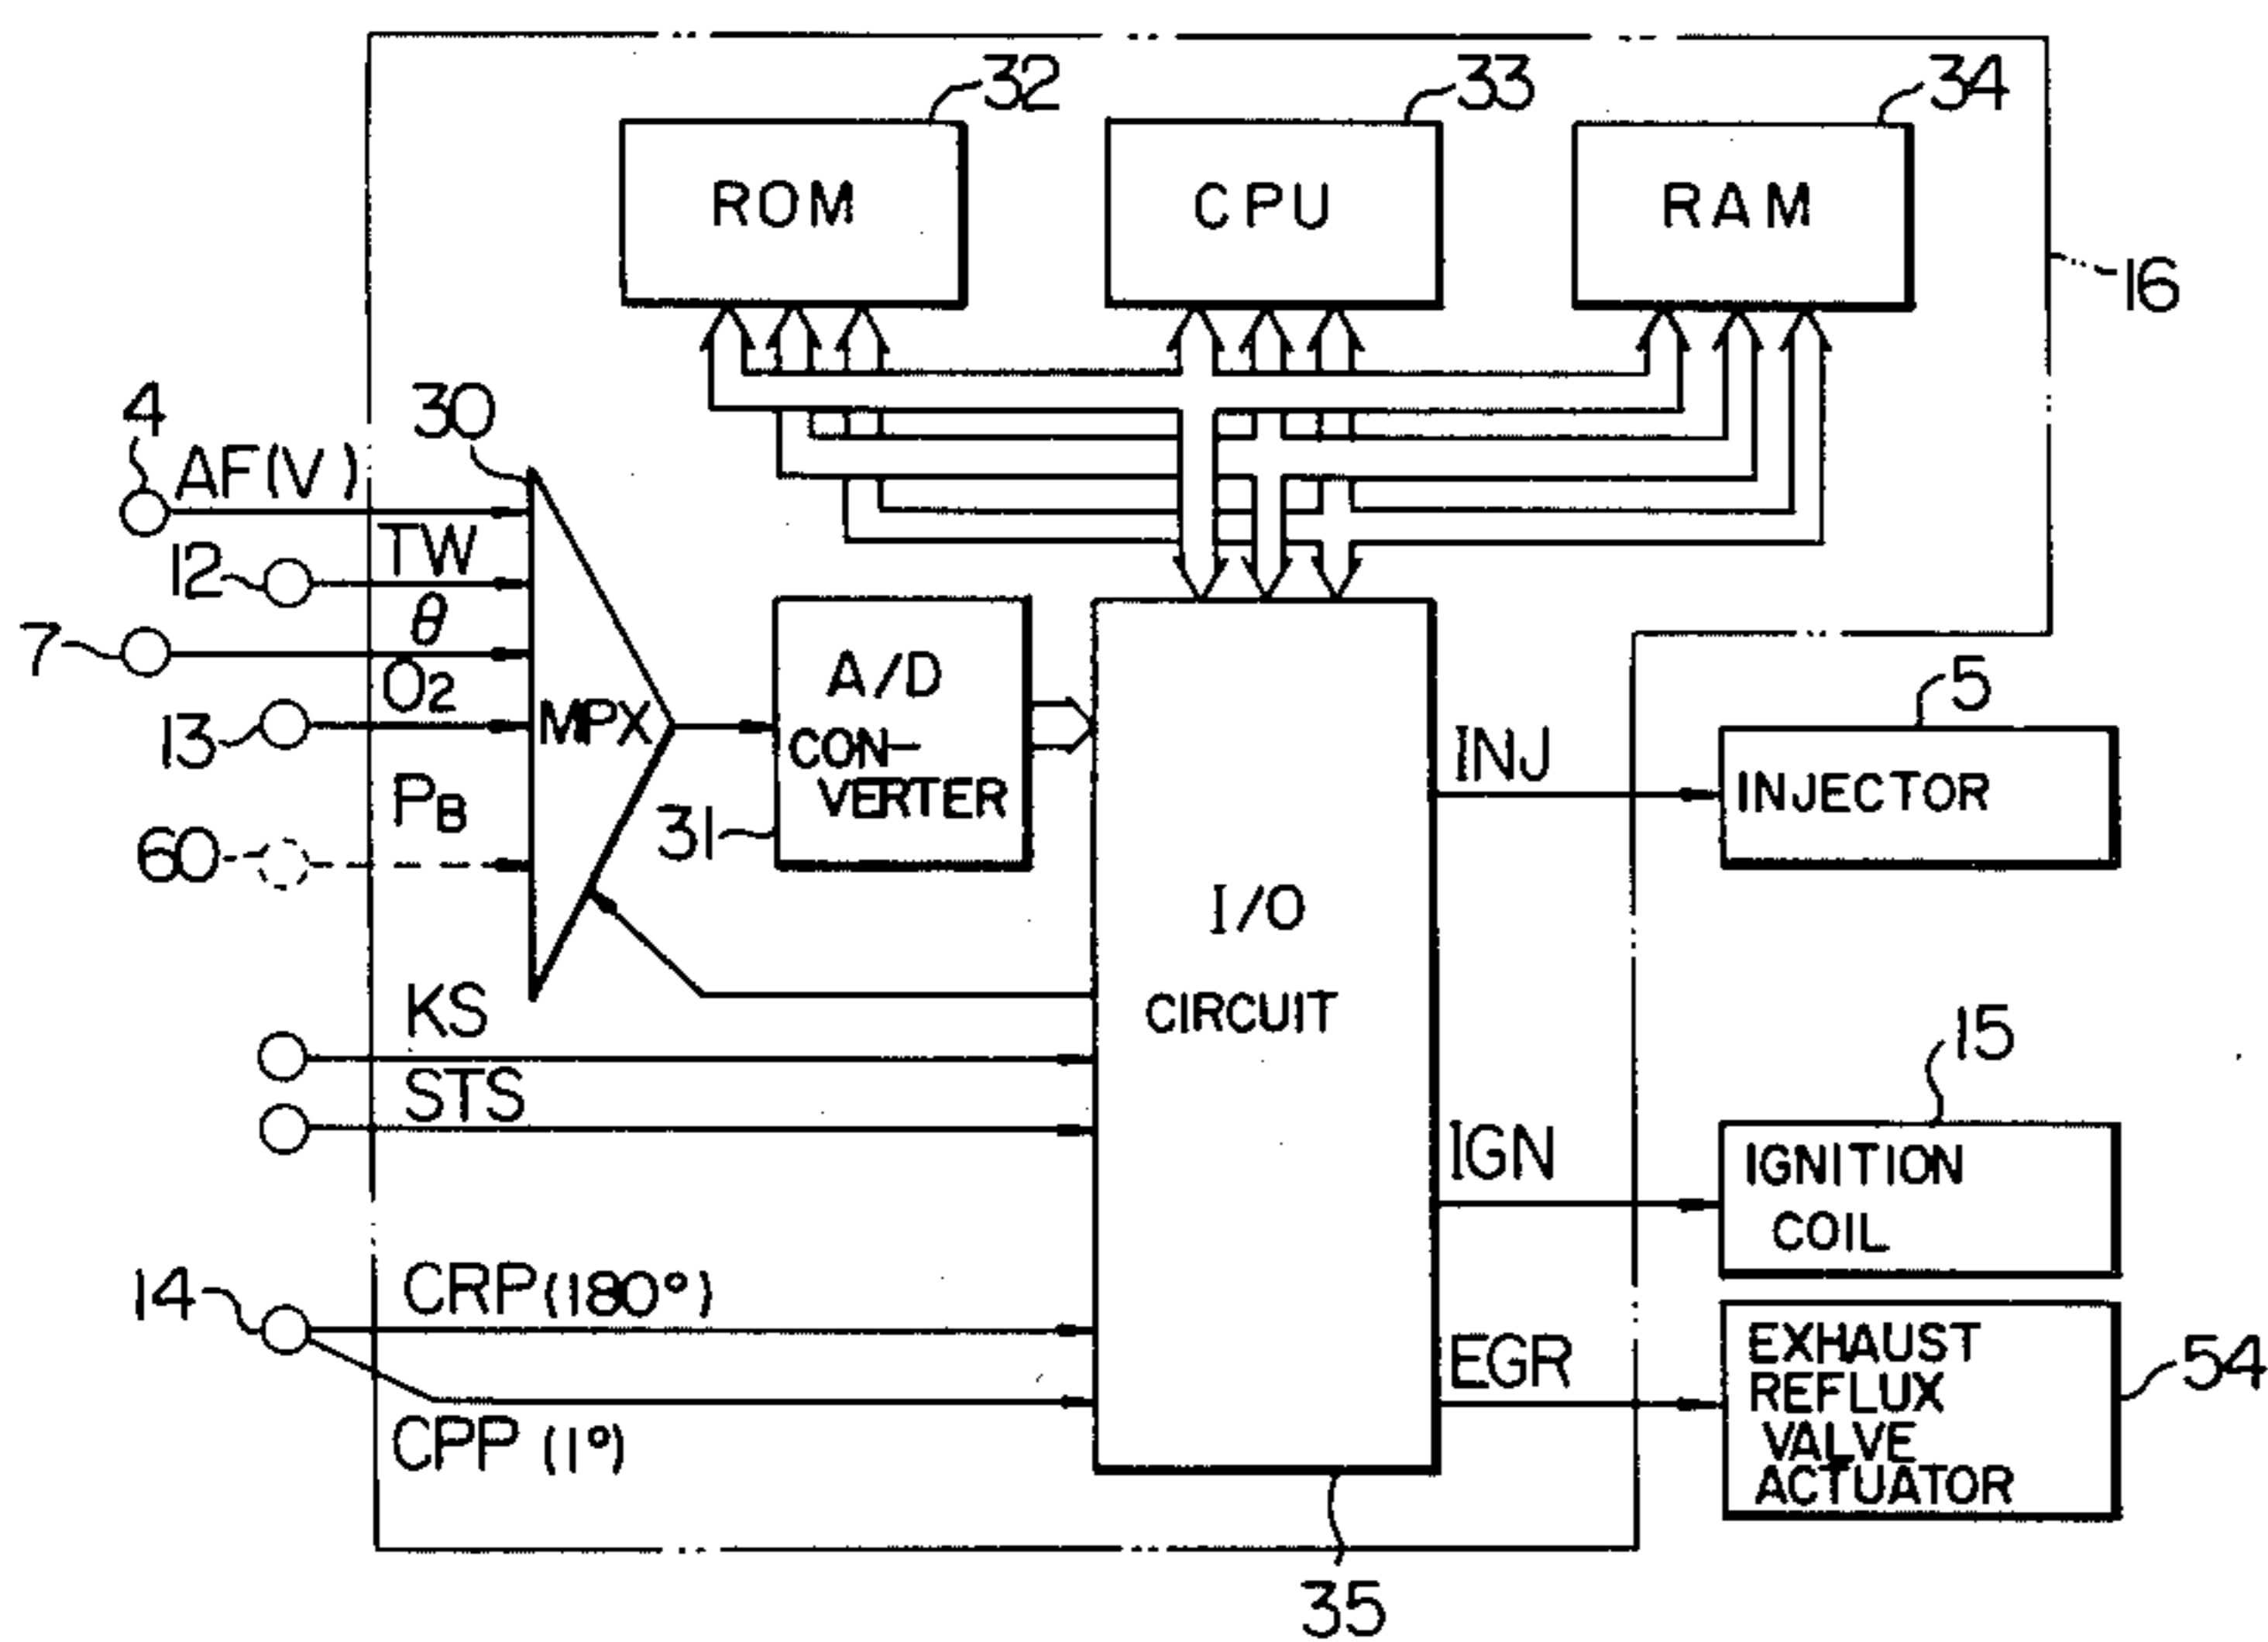 32
33
34
ROM
CPU
RAM
16
4
AF(V)
30
12
TW
7
θ
13
O2
MPX
PB
60
31
A/D
CON-
VERTER
I/O
CIRCUIT
INJ
5
INJECTOR
KS
STS
IGN
15
IGNITION
COIL
14
CRP (180°)
CPP (1°)
EGR
EXHAUST
REFLUX
VALVE
ACTUATOR
54
35